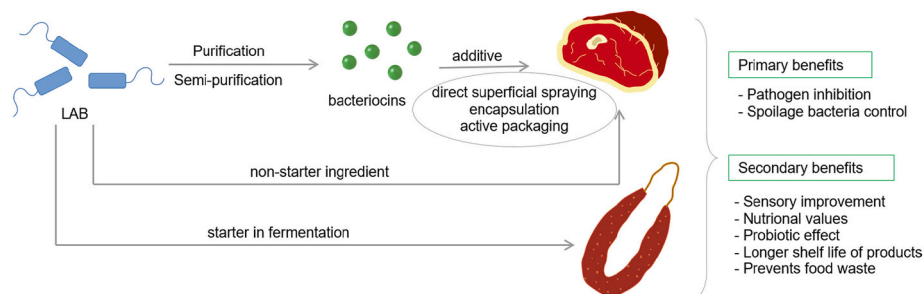 Purification
Semi-purification
LAB
bacteriocins
additive
direct superficial spraying
encapsulation
active packaging
non-starter ingredient
starter in fermentation
Primary benefits
- Pathogen inhibition
- Spoilage bacteria control
Secondary benefits
- Sensory improvement
- Nutrional values
- Probiotic effect
- Longer shelf life of products
- Prevents food waste